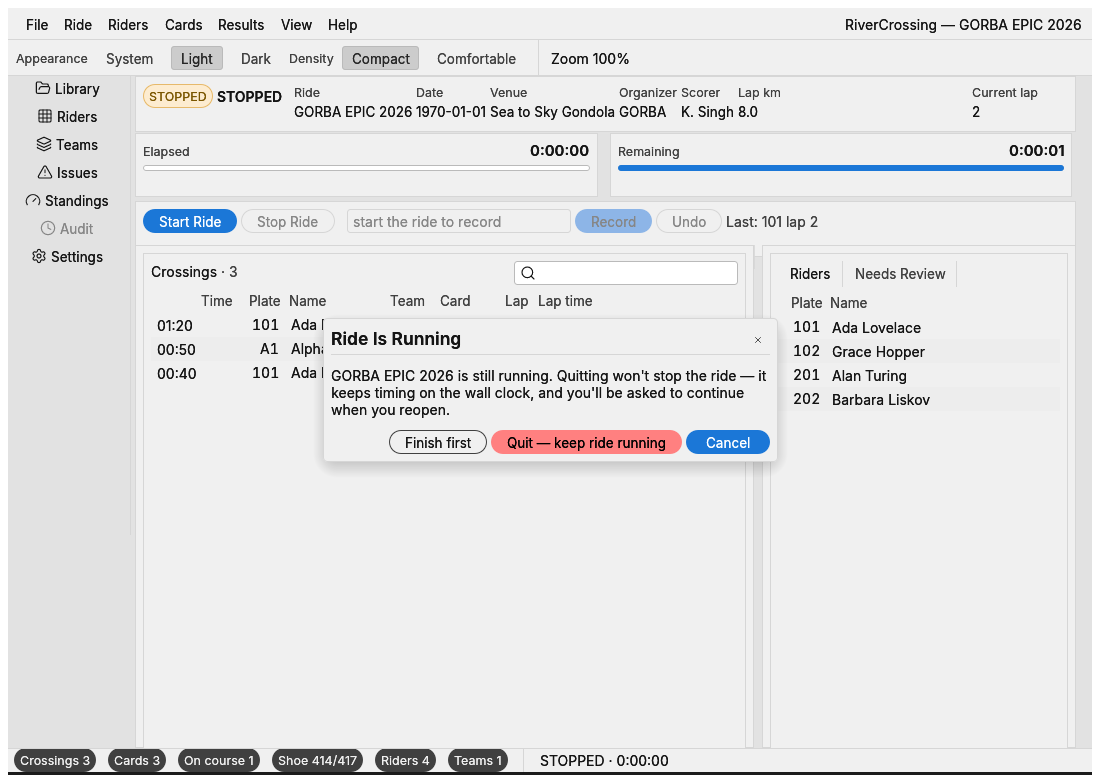 File Ride Riders Cards Results View Help RiverCrossing — GORBA EPIC 2026
Appearance System Light Dark Density Compact Comfortable Zoom 100%
Library
Riders
Teams
Issues
Standings
Audit
Settings
STOPPED STOPPED
Ride Date Venue Organizer Scorer Lap km Current lap
GORBA EPIC 2026 1970-01-01 Sea to Sky Gondola GORBA K. Singh 8.0 2
Elapsed 0:00:00
Remaining 0:00:01
Start Ride Stop Ride start the ride to record Record Undo Last: 101 lap 2
Crossings · 3
Time Plate Name Team Card Lap Lap time
01:20 101 Ada
00:50 A1 Alpha
00:40 101 Ada
Riders Needs Review
Plate Name
101 Ada Lovelace
102 Grace Hopper
201 Alan Turing
202 Barbara Liskov
Ride Is Running ×
GORBA EPIC 2026 is still running. Quitting won't stop the ride — it
keeps timing on the wall clock, and you'll be asked to continue
when you reopen.
Finish first Quit — keep ride running Cancel
Crossings 3 Cards 3 On course 1 Shoe 414/417 Riders 4 Teams 1 STOPPED · 0:00:00